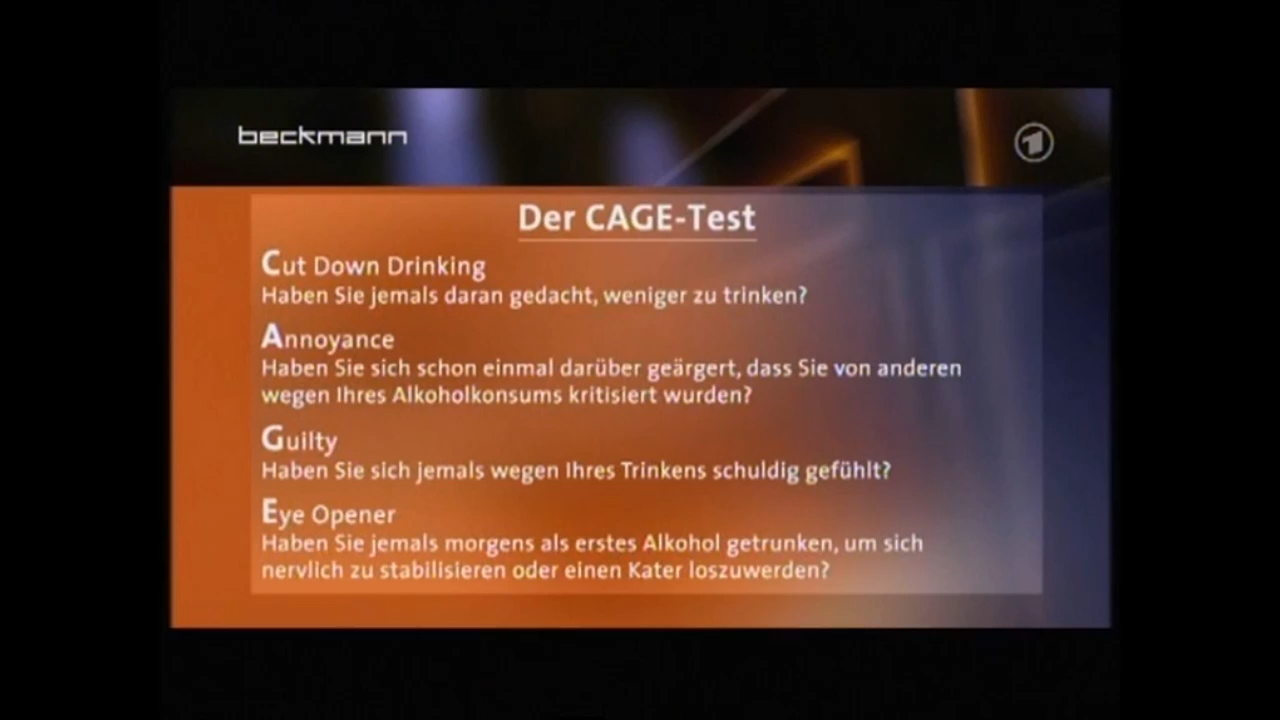 beckmann
Der CAGE-Test
Cut Down Drinking
Haben Sie jemals daran gedacht, weniger zu trinken?
Annoyance
Haben Sie sich schon einmal darüber geärgert, dass Sie von anderen
wegen Ihres Alkoholkonsums kritisiert wurden?
Guilty
Haben Sie sich jemals wegen Ihres Trinkens schuldig gefühlt?
Eye Opener
Haben Sie jemals morgens als erstes Alkohol getrunken, um sich
nervlich zu stabilisieren oder einen Kater loszuwerden?